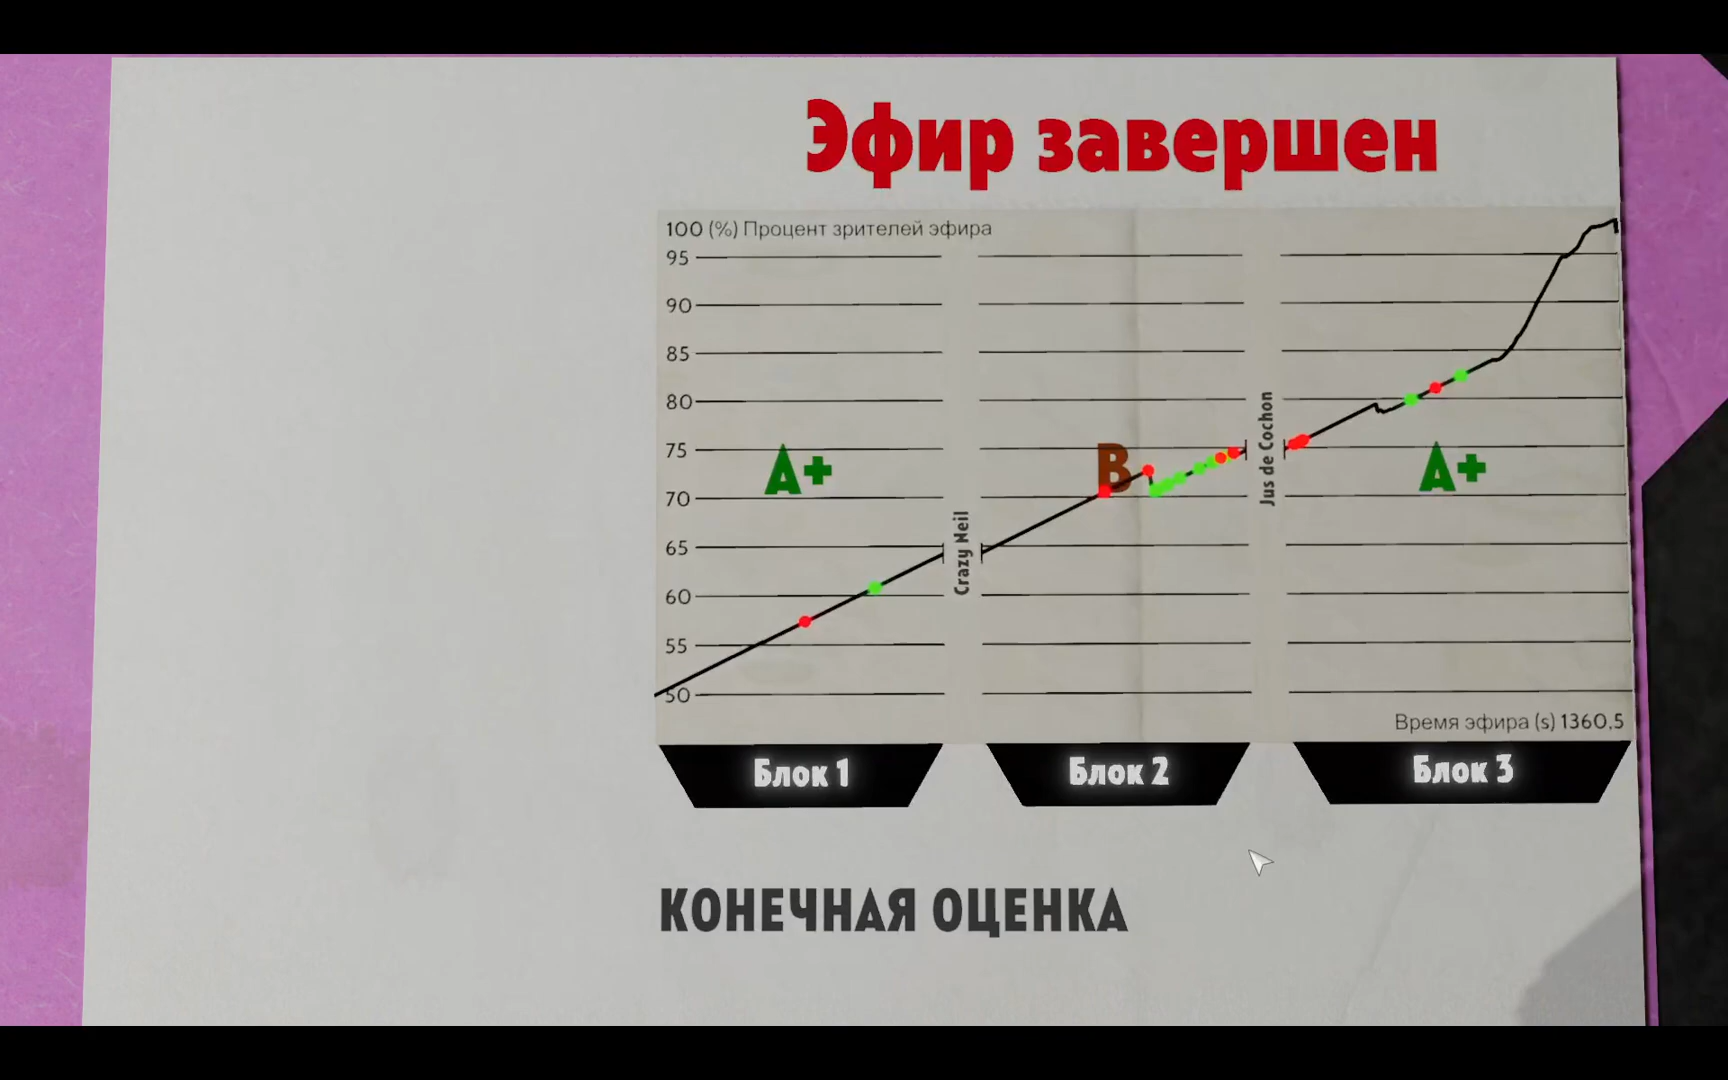 Эфир завершен
100 (%) Процент зрителей эфира
95
90
85
80
75
70
65
60
55
50
A+
B
A+
Crazy Neil
Jus de Cochon
Время эфира (s) 1360,5
Блок 1
Блок 2
Блок 3
КОНЕЧНАЯ ОЦЕНКА